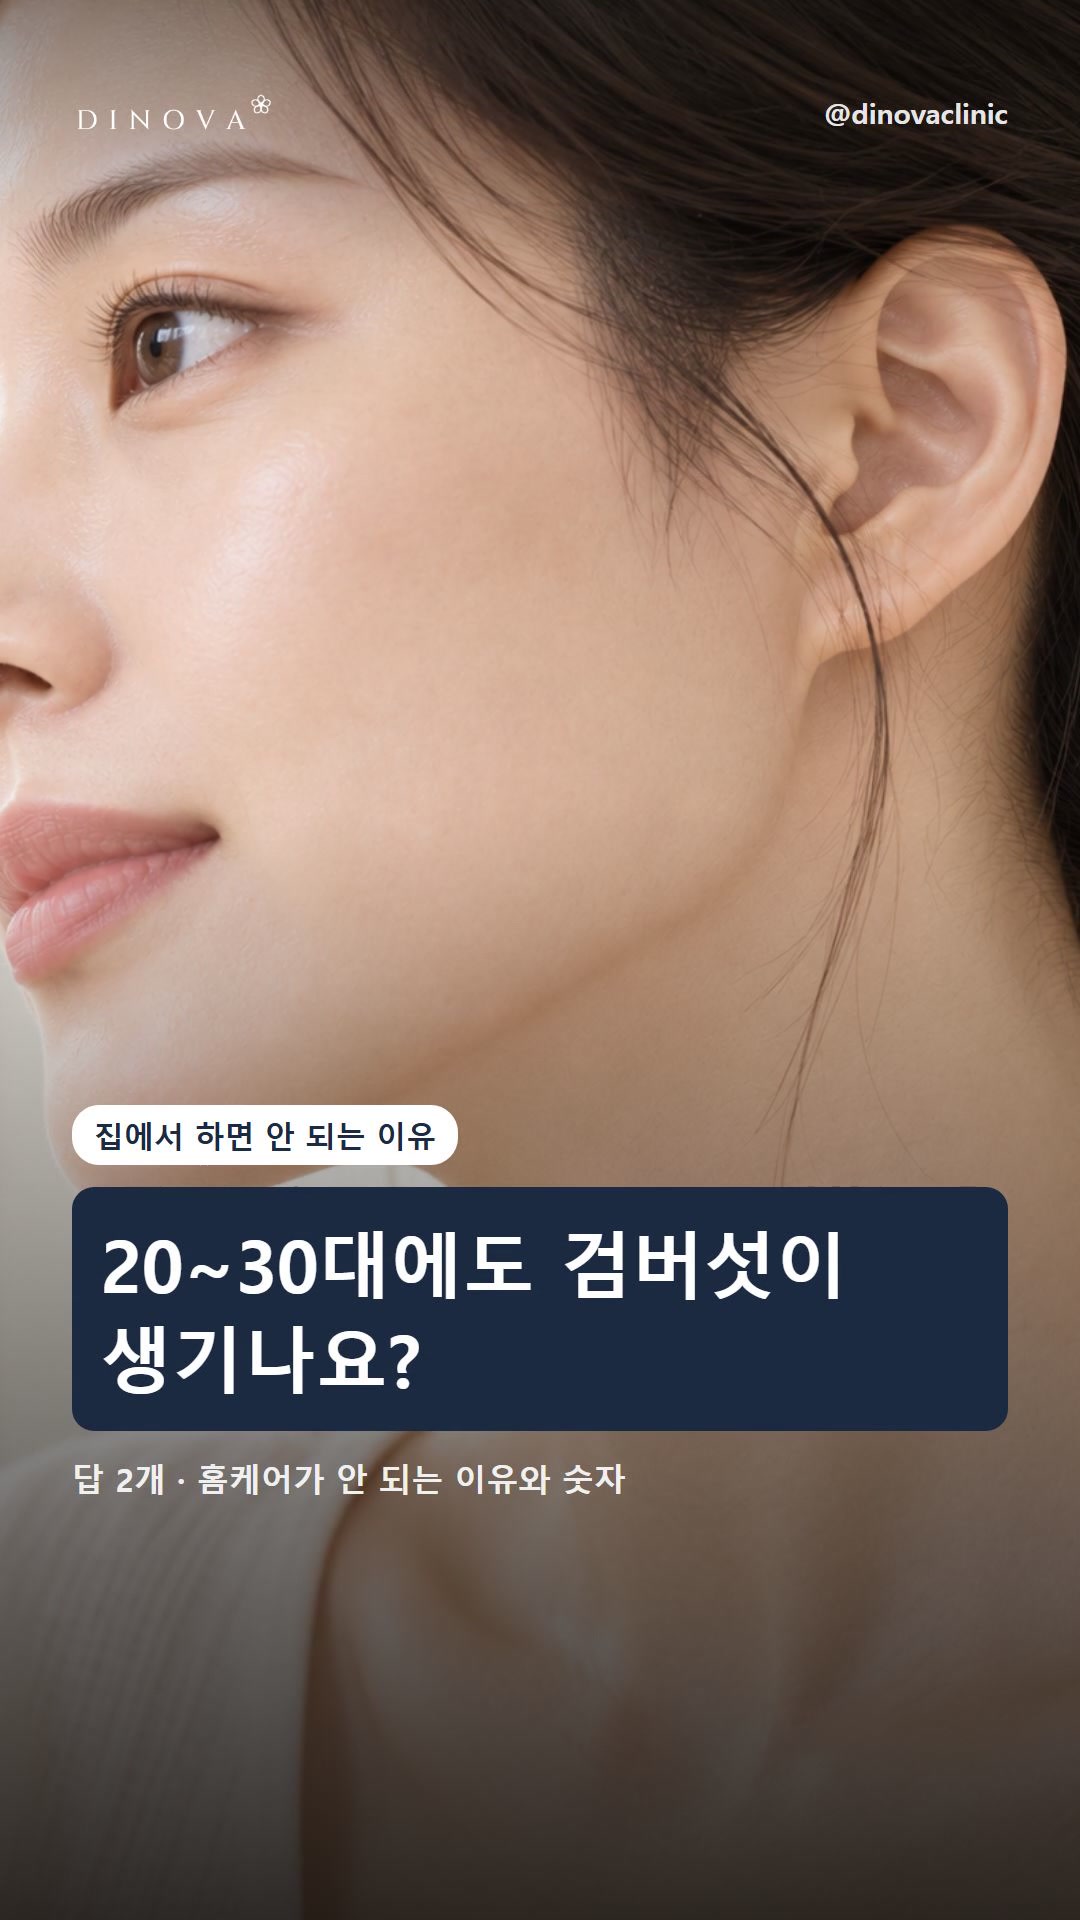 DINOVA
@dinovaclinic
집에서 하면 안 되는 이유
20~30대에도 검버섯이
생기나요?
답 2개 · 홈케어가 안 되는 이유와 숫자